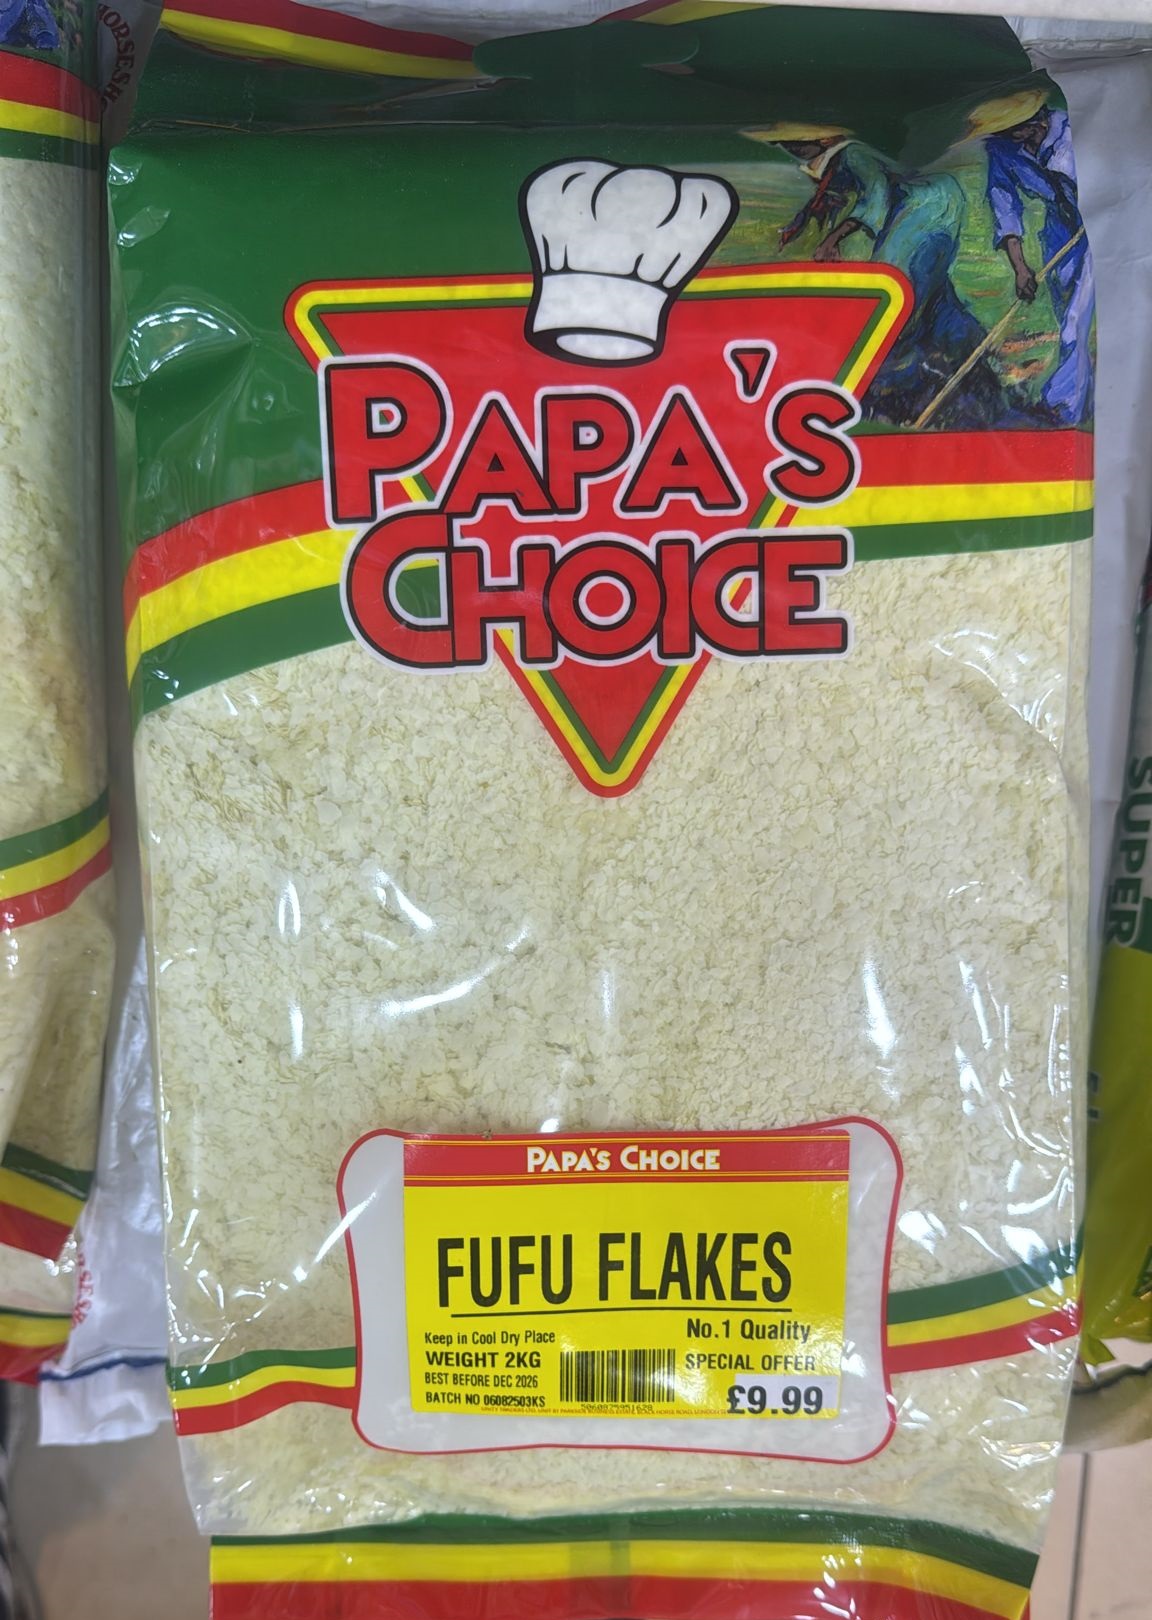 PAPA'S
CHOICE
PAPA'S CHOICE
FUFU FLAKES
Keep in Cool Dry Place
No.1 Quality
WEIGHT 2KG
SPECIAL OFFER
BEST BEFORE DEC 2026
BATCH NO 06082503KS
£9.99
SUPER